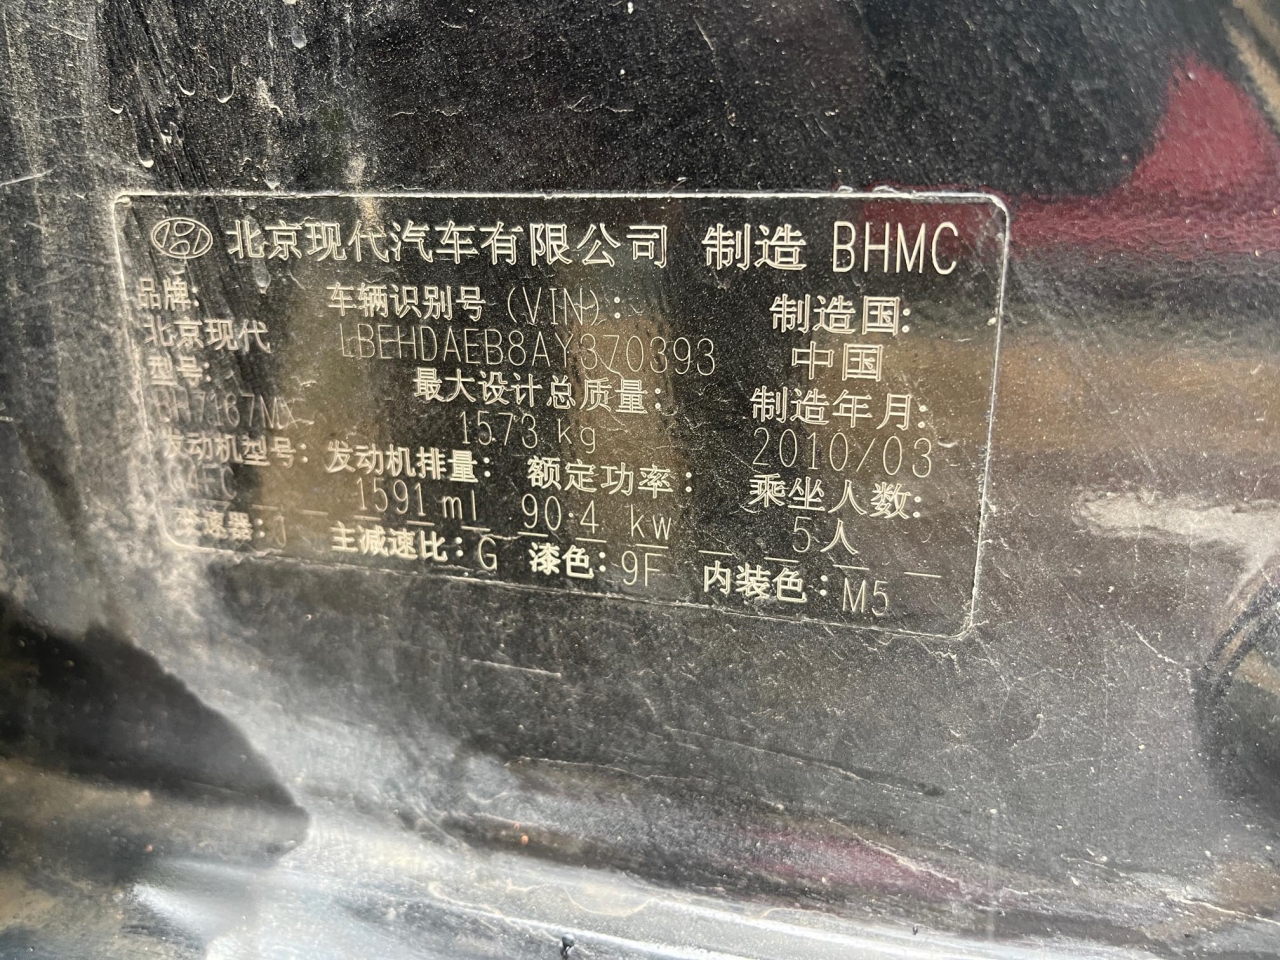 北京现代汽车有限公司 制造 BHMC
品牌: 车辆识别号 (VIN): 制造国:
北京现代 LBEHDAEB8AY370393 中国
型号: 最大设计总质量: 制造年月:
1573 kg 2010/03
发动机型号: 发动机排量: 额定功率: 乘坐人数:
1591 ml 90.4 kw 5人
变速器: J 主减速比: G 漆色: 9F 内装色: M5